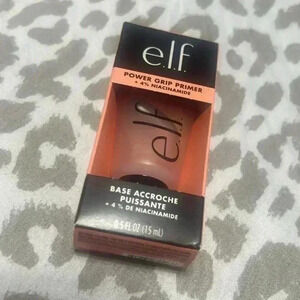 e.l.f.
POWER GRIP PRIMER
+ 4% NIACINAMIDE
e.l.f.
BASE ACCROCHE
PUISSANTE
+ 4 % DE NIACINAMIDE
0.5 FL OZ (15 mL)